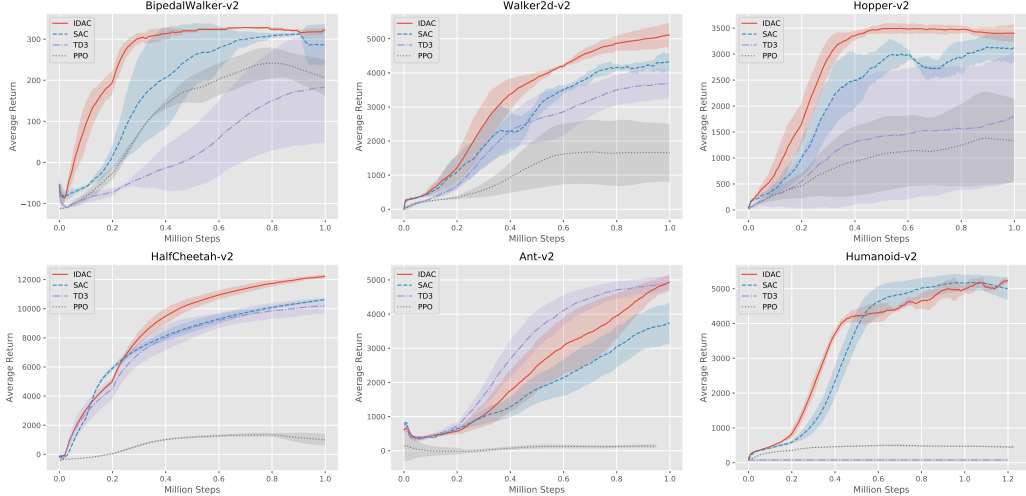 BipedalWalker-v2
IDAC
SAC
TD3
PPO
Average Return
300
200
100
0
−100
0.0 0.2 0.4 0.6 0.8 1.0
Million Steps
Walker2d-v2
IDAC
SAC
TD3
PPO
Average Return
5000
4000
3000
2000
1000
0
0.0 0.2 0.4 0.6 0.8 1.0
Million Steps
Hopper-v2
IDAC
SAC
TD3
PPO
Average Return
3500
3000
2500
2000
1500
1000
500
0
0.0 0.2 0.4 0.6 0.8 1.0
Million Steps
HalfCheetah-v2
IDAC
SAC
TD3
PPO
Average Return
12000
10000
8000
6000
4000
2000
0
0.0 0.2 0.4 0.6 0.8 1.0
Million Steps
Ant-v2
IDAC
SAC
TD3
PPO
Average Return
5000
4000
3000
2000
1000
0
0.0 0.2 0.4 0.6 0.8 1.0
Million Steps
Humanoid-v2
IDAC
SAC
TD3
PPO
Average Return
5000
4000
3000
2000
1000
0
0.0 0.2 0.4 0.6 0.8 1.0 1.2
Million Steps